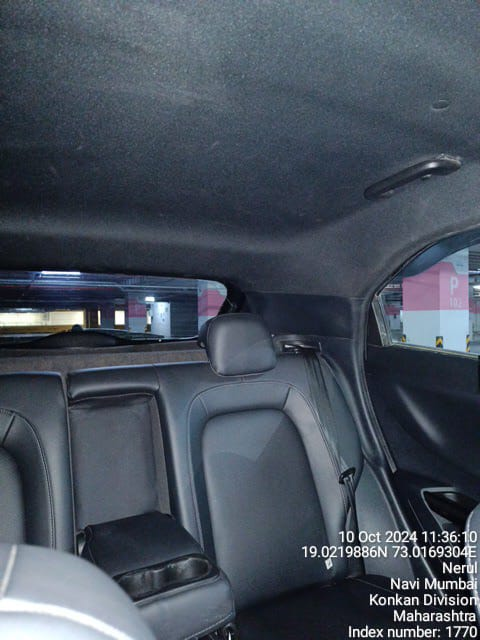 P
102
10 Oct 2024 11:36:10
19.0219886N 73.0169304E
Nerul
Navi Mumbai
Konkan Division
Maharashtra
Index number: 1770